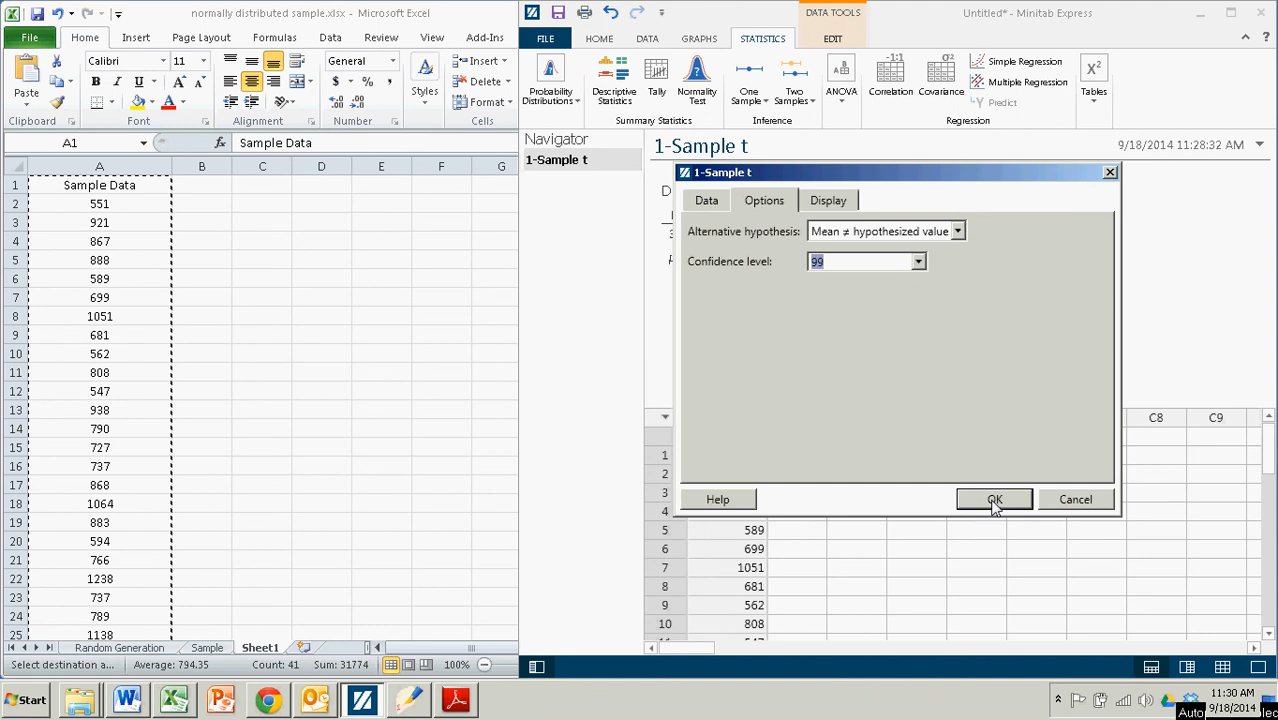 normally distributed sample.xlsx - Microsoft Excel
File Home Insert Page Layout Formulas Data Review View Add-Ins
Paste
Calibri 11
B I U A A
General
$ % ,
Styles
Insert
Delete
Format
Clipboard Font Alignment Number Cells
A1 fx Sample Data
A B C D E F G
1 Sample Data
2 551
3 921
4 867
5 888
6 589
7 699
8 1051
9 681
10 562
11 808
12 547
13 938
14 790
15 727
16 737
17 868
18 1064
19 883
20 594
21 766
22 1238
23 737
24 789
25 1138
Random Generation Sample Sheet1
Select destination a... Average: 794.35 Count: 41 Sum: 31774 100%
DATA TOOLS
Untitled* - Minitab Express
FILE HOME DATA GRAPHS STATISTICS EDIT
Probability Distributions
Descriptive Statistics
Tally
Normality Test
One Sample
Two Samples
ANOVA
Correlation
Covariance
Simple Regression
Multiple Regression
Predict
Tables
Summary Statistics Inference Regression
Navigator
1-Sample t
1-Sample t
9/18/2014 11:28:32 AM
1-Sample t
Data Options Display
Alternative hypothesis: Mean ≠ hypothesized value
Confidence level: 99
Help OK Cancel
C8 C9
1
2
3
4
5 589
6 699
7 1051
8 681
9 562
10 808
Start
11:30 AM
9/18/2014